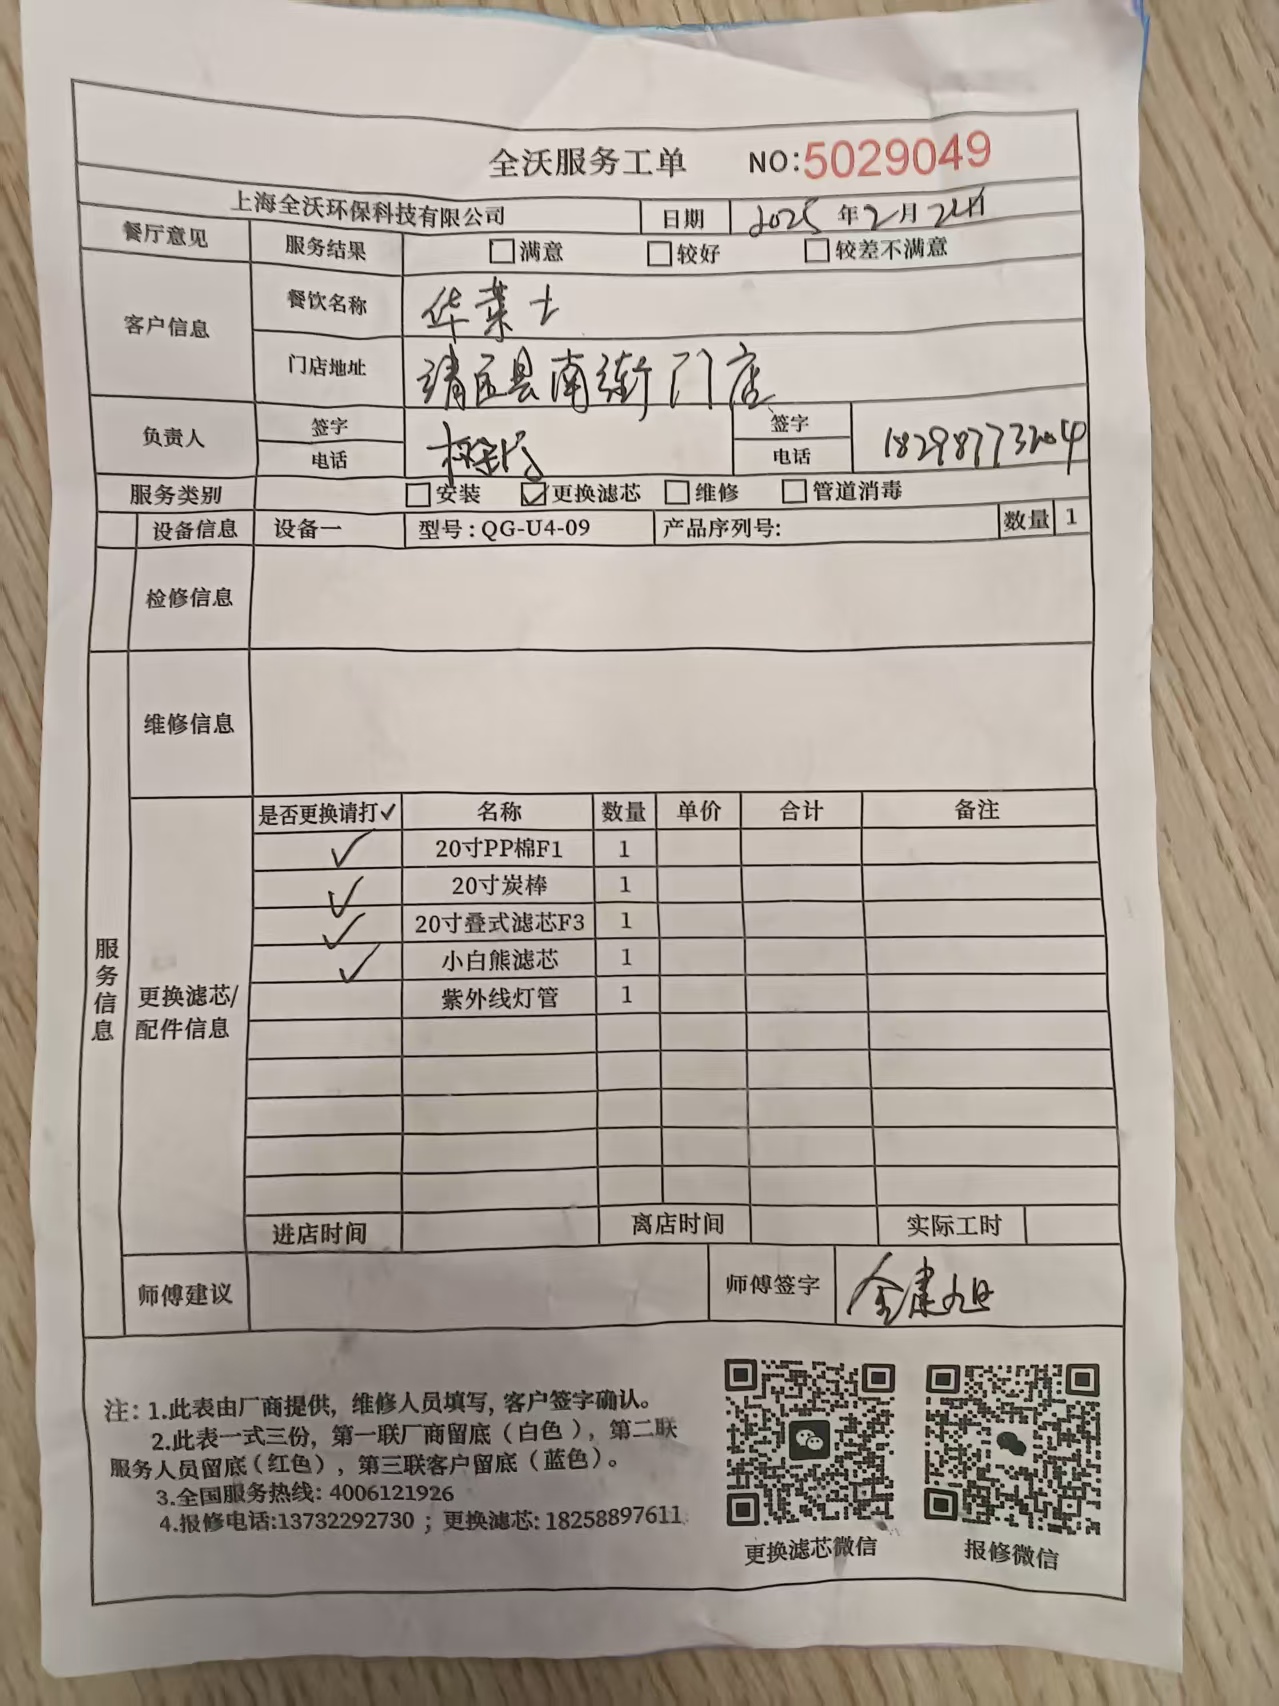 全沃服务工单 NO:5029049
上海全沃环保科技有限公司 日期 2025年2月24日
餐厅意见 服务结果 □满意 □较好 □较差不满意
客户信息 餐饮名称 华莱士
门店地址 靖边县南街门店
负责人 签字 签字
电话 电话 18298773204
服务类别 □安装 ☑更换滤芯 □维修 □管道消毒
设备信息 设备一 型号:QG-U4-09 产品序列号: 数量 1
检修信息
维修信息
服务信息
更换滤芯/配件信息
是否更换请打✓ 名称 数量 单价 合计 备注
✓ 20寸PP棉F1 1
✓ 20寸炭棒 1
✓ 20寸叠式滤芯F3 1
✓ 小白熊滤芯 1
紫外线灯管 1
进店时间 离店时间 实际工时
师傅建议 师傅签字 金建旭
注:1.此表由厂商提供,维修人员填写,客户签字确认。
2.此表一式三份,第一联厂商留底(白色),第二联
服务人员留底(红色),第三联客户留底(蓝色)。
3.全国服务热线:4006121926
4.报修电话:13732292730 ;更换滤芯:18258897611
更换滤芯微信 报修微信